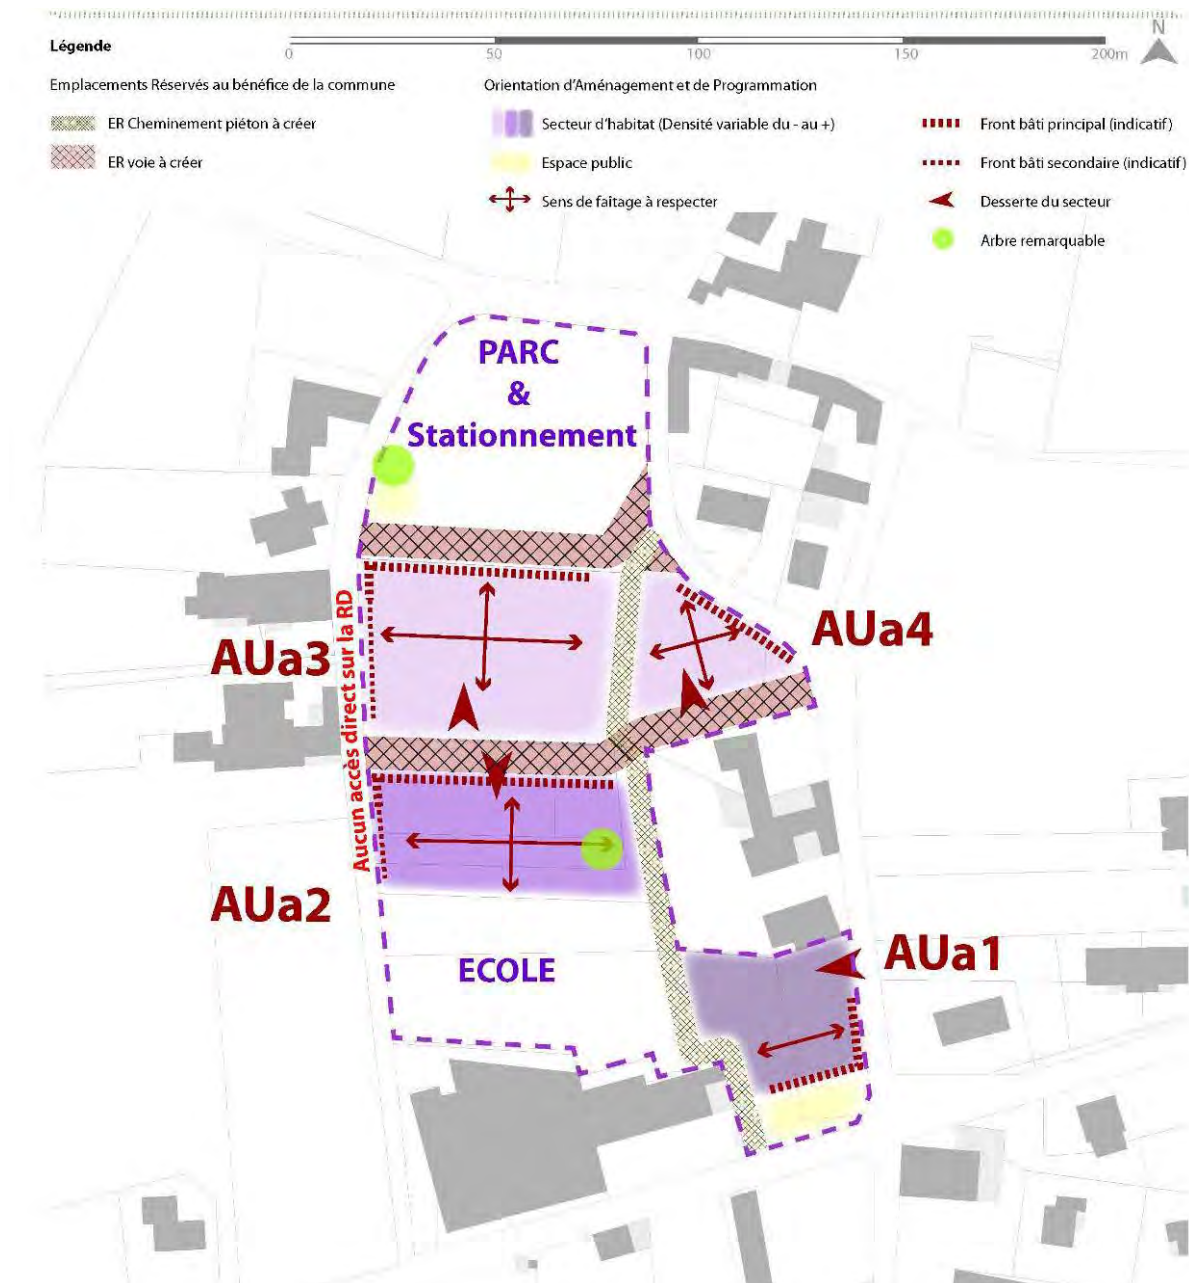 Légende
N
0 50 100 150 200m
Emplacements Réservés au bénéfice de la commune
Orientation d'Aménagement et de Programmation
ER Cheminement piéton à créer
Secteur d'habitat (Densité variable du - au +)
Front bâti principal (indicatif)
ER voie à créer
Espace public
Front bâti secondaire (indicatif)
Sens de faîtage à respecter
Desserte du secteur
Arbre remarquable
PARC
&
Stationnement
AUa4
AUa3
Aucun accès direct sur la RD
AUa2
AUa1
ECOLE